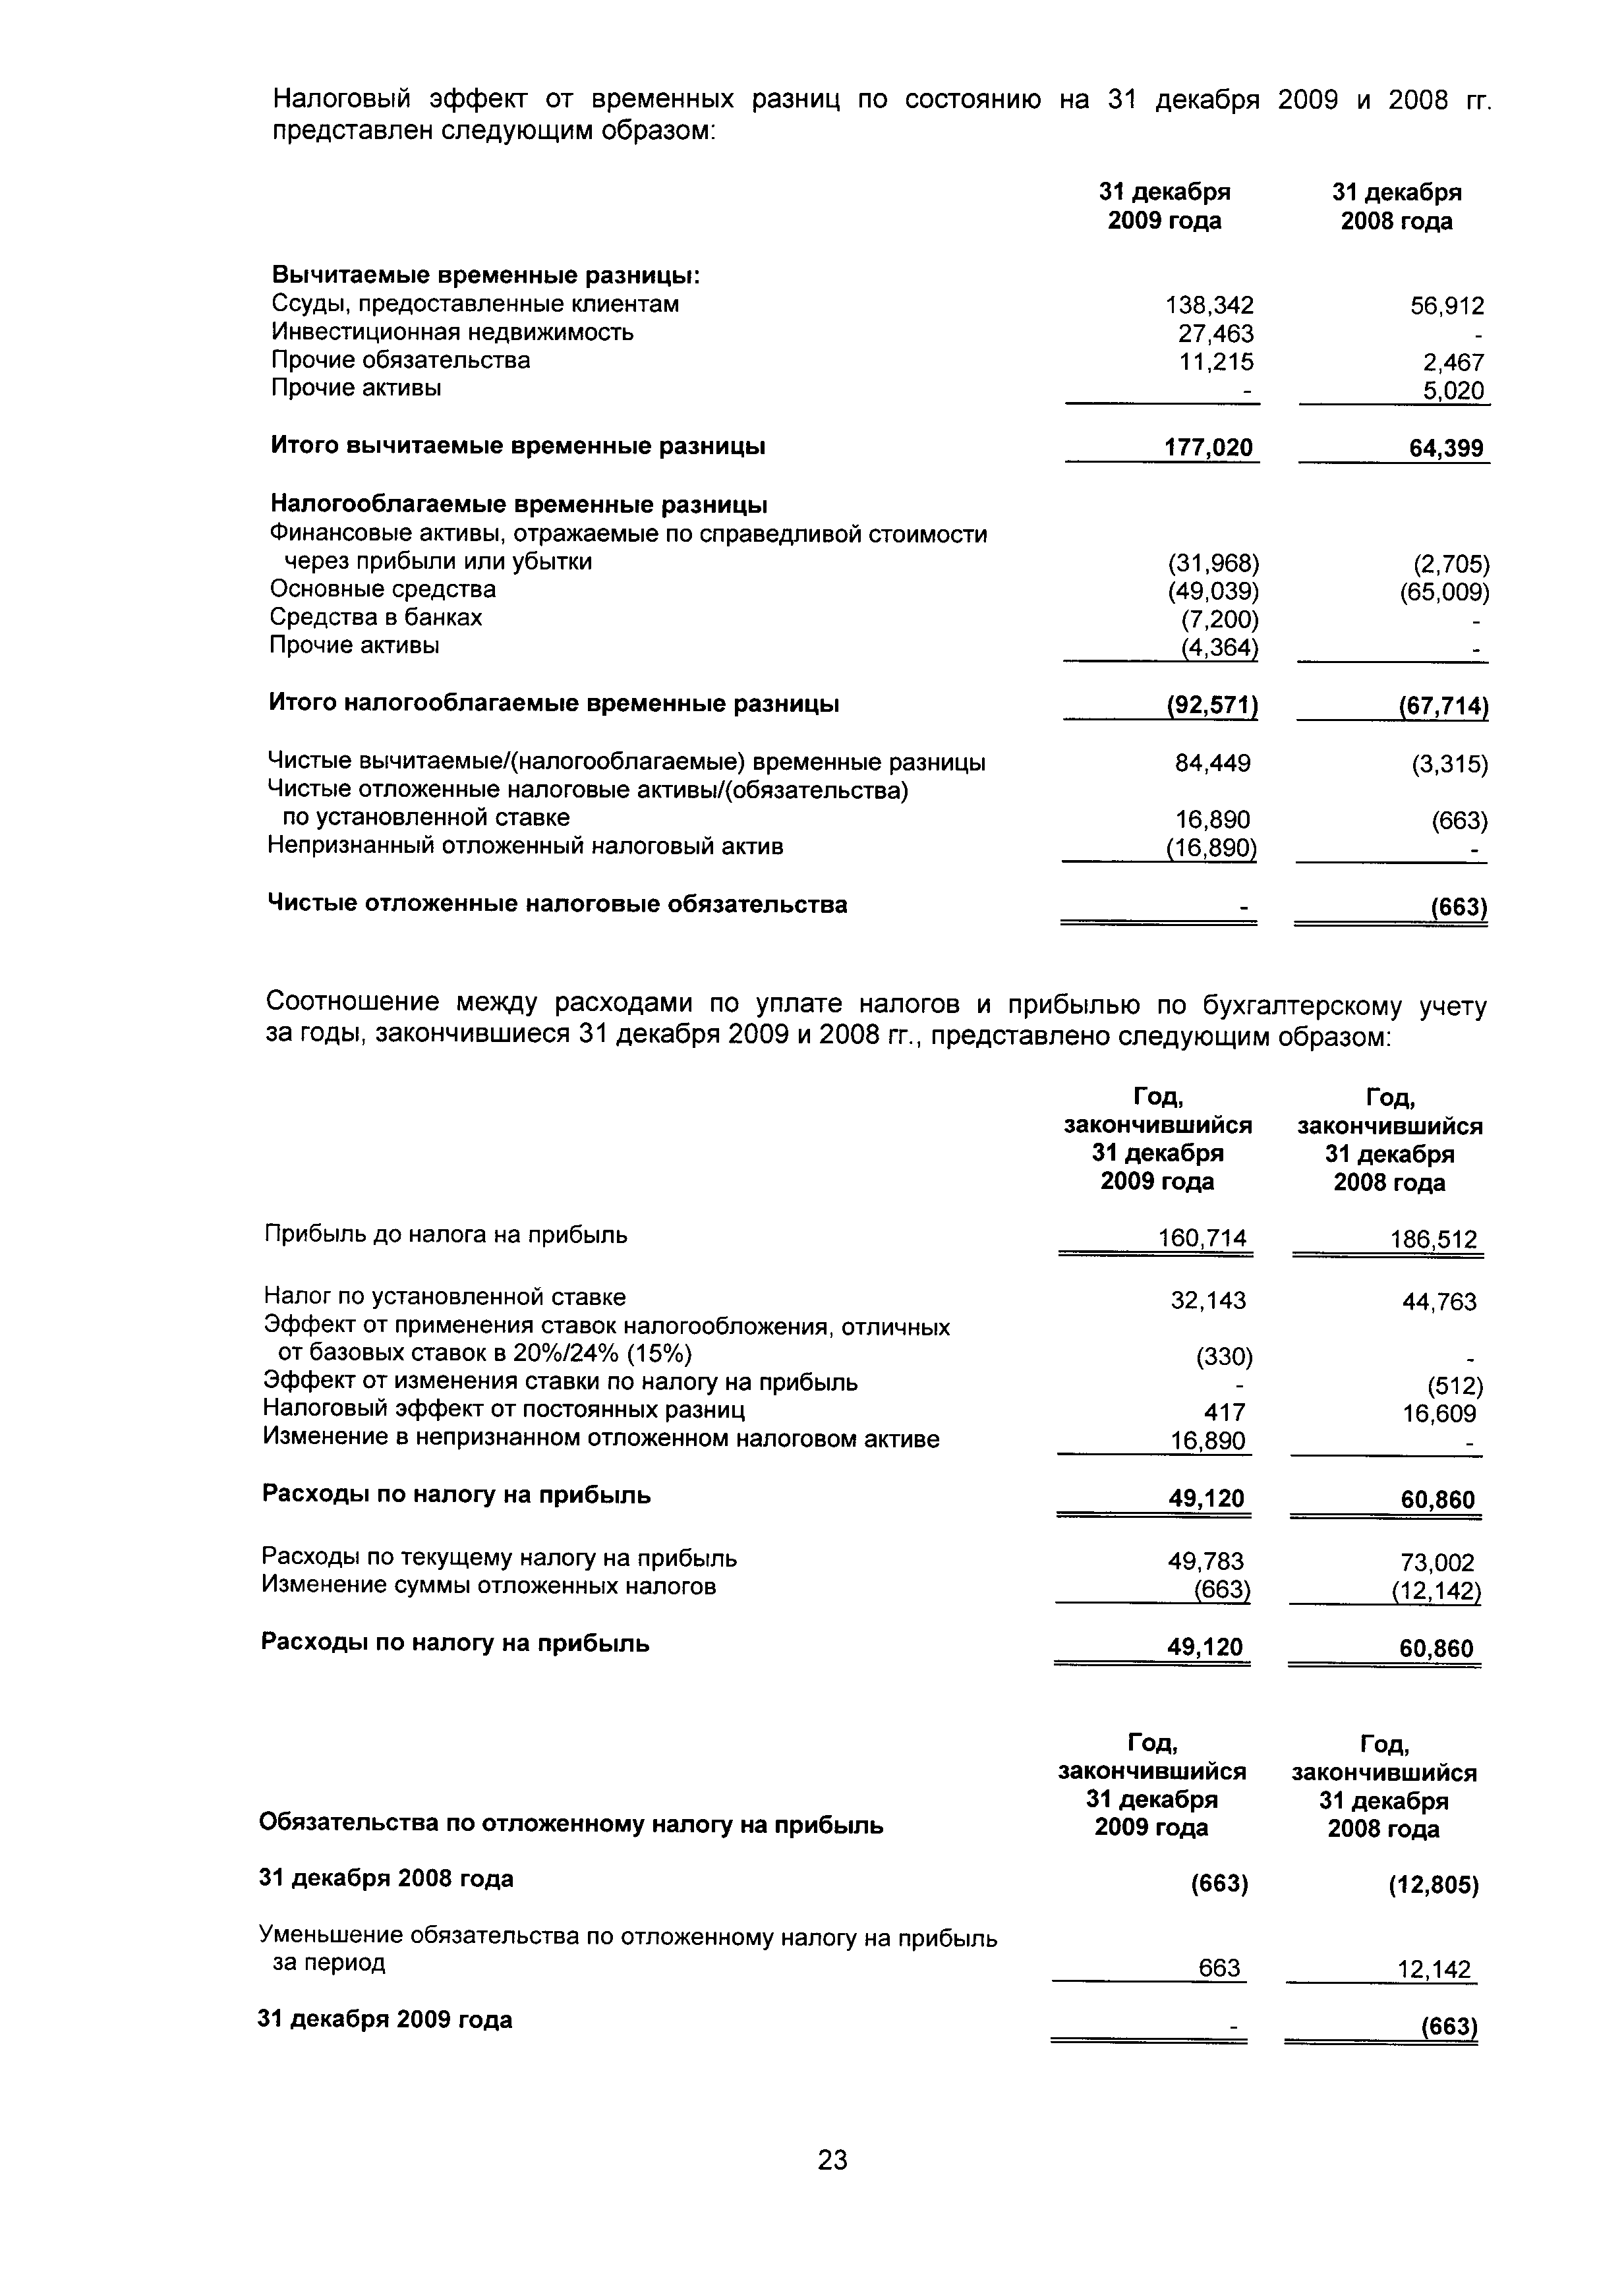 Налоговый эффект от временных разниц по состоянию на 31 декабря 2009 и 2008 гг.
представлен следующим образом:
31 декабря 31 декабря
2009 года 2008 года
Вычитаемые временные разницы:
Ссуды, предоставленные клиентам 138,342 56,912
Инвестиционная недвижимость 27,463 -
Прочие обязательства 11,215 2,467
Прочие активы - 5,020
Итого вычитаемые временные разницы 177,020 64,399
Налогооблагаемые временные разницы
Финансовые активы, отражаемые по справедливой стоимости
через прибыли или убытки (31,968) (2,705)
Основные средства (49,039) (65,009)
Средства в банках (7,200) -
Прочие активы (4,364) -
Итого налогооблагаемые временные разницы (92,571) (67,714)
Чистые вычитаемые/(налогооблагаемые) временные разницы 84,449 (3,315)
Чистые отложенные налоговые активы/(обязательства)
по установленной ставке 16,890 (663)
Непризнанный отложенный налоговый актив (16,890) -
Чистые отложенные налоговые обязательства - (663)
Соотношение между расходами по уплате налогов и прибылью по бухгалтерскому учету
за годы, закончившиеся 31 декабря 2009 и 2008 гг., представлено следующим образом:
Год, Год,
закончившийся закончившийся
31 декабря 31 декабря
2009 года 2008 года
Прибыль до налога на прибыль 160,714 186,512
Налог по установленной ставке 32,143 44,763
Эффект от применения ставок налогообложения, отличных
от базовых ставок в 20%/24% (15%) (330) -
Эффект от изменения ставки по налогу на прибыль - (512)
Налоговый эффект от постоянных разниц 417 16,609
Изменение в непризнанном отложенном налоговом активе 16,890 -
Расходы по налогу на прибыль 49,120 60,860
Расходы по текущему налогу на прибыль 49,783 73,002
Изменение суммы отложенных налогов (663) (12,142)
Расходы по налогу на прибыль 49,120 60,860
Год, Год,
закончившийся закончившийся
31 декабря 31 декабря
Обязательства по отложенному налогу на прибыль 2009 года 2008 года
31 декабря 2008 года (663) (12,805)
Уменьшение обязательства по отложенному налогу на прибыль
за период 663 12,142
31 декабря 2009 года - (663)
23